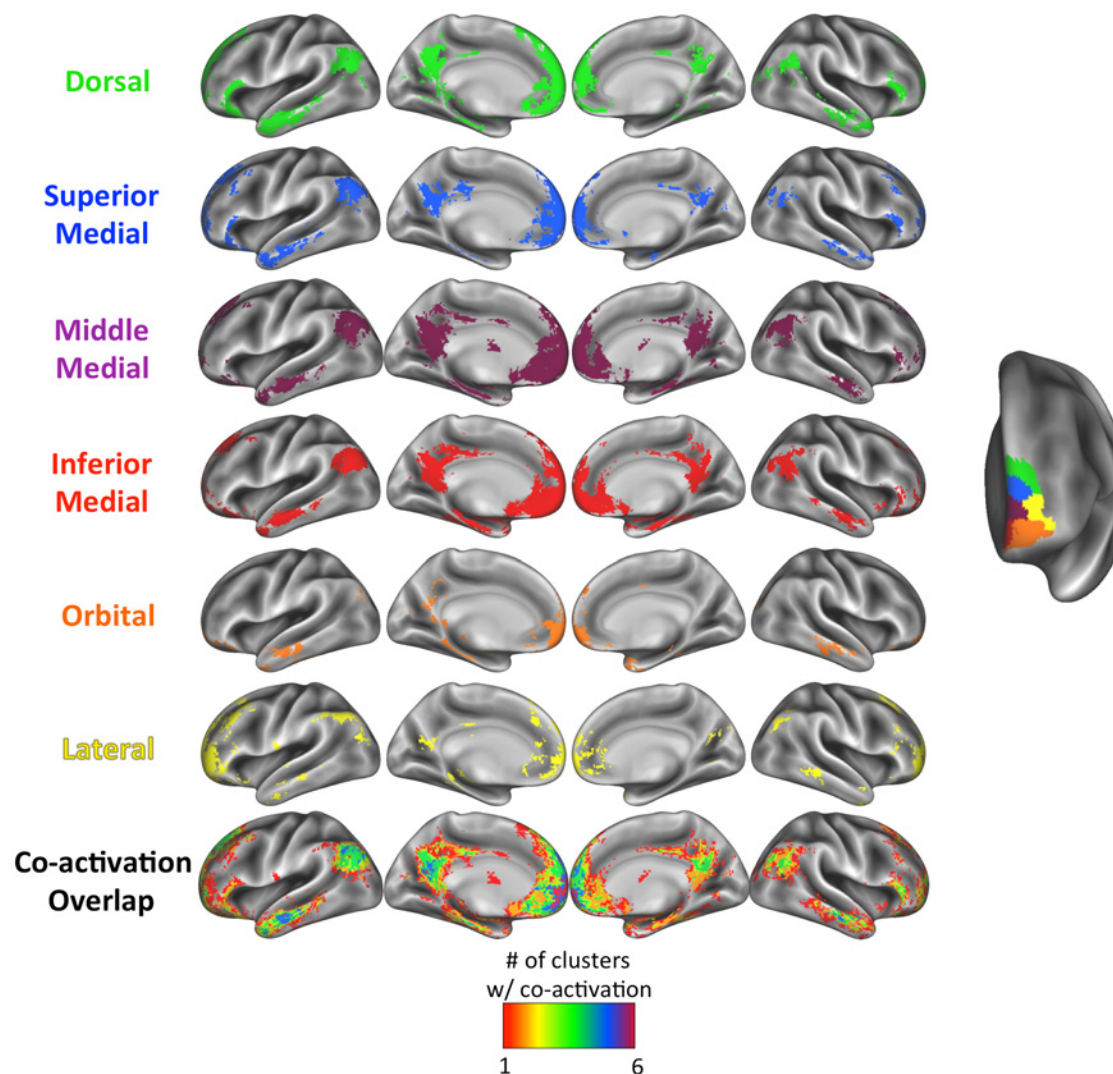 Dorsal
Superior
Medial
Middle
Medial
Inferior
Medial
Orbital
Lateral
Co-activation
Overlap
# of clusters
w/ co-activation
1 6